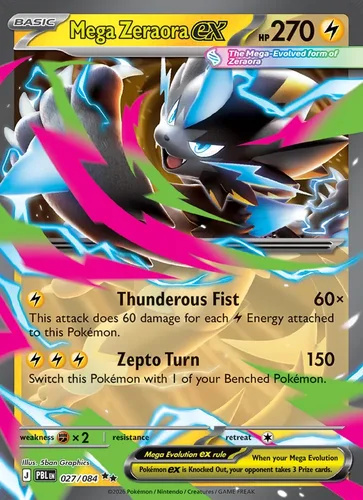 BASIC
Mega Zeraora ex HP 270
The Mega-Evolved form of
Zeraora
Thunderous Fist 60×
This attack does 60 damage for each Energy attached
to this Pokémon.
Zepto Turn 150
Switch this Pokémon with 1 of your Benched Pokémon.
weakness ×2 resistance retreat
Illus. 5ban Graphics
J PBL EN 027/084
Mega Evolution ex rule
When your Mega Evolution
Pokémon ex is Knocked Out, your opponent takes 3 Prize cards.
©2026 Pokémon / Nintendo / Creatures / GAME FREAK